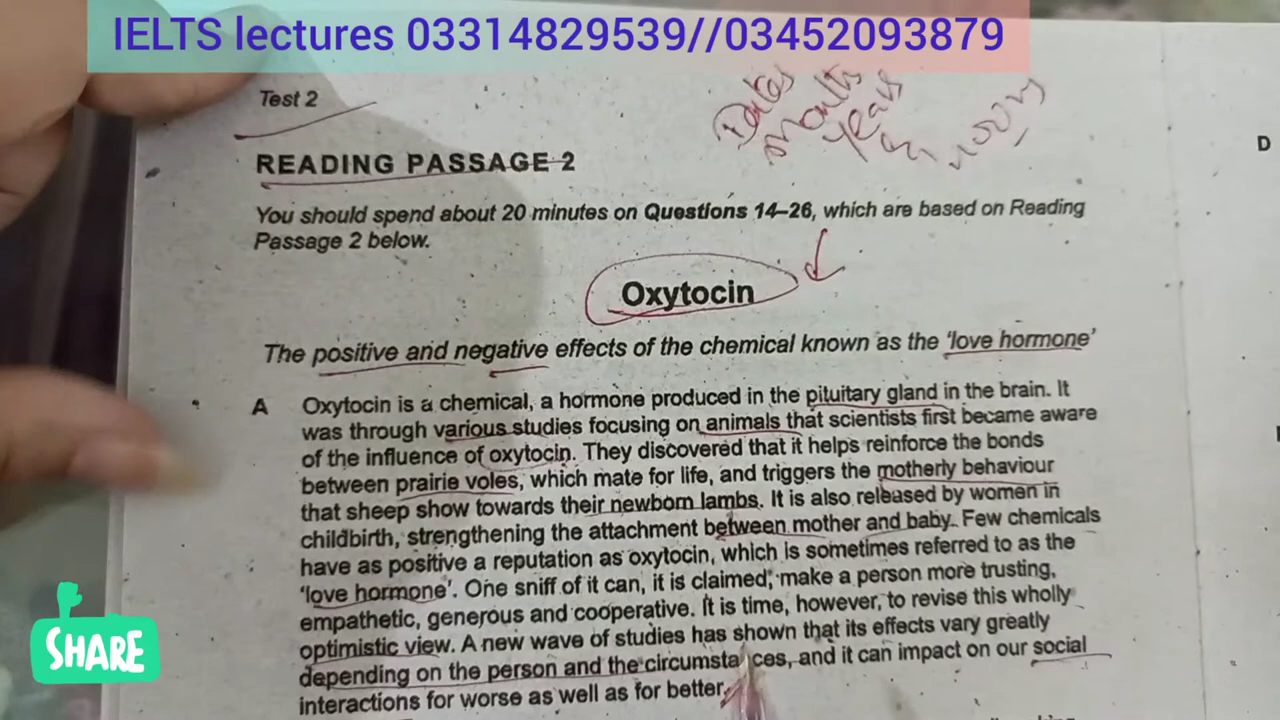 IELTS lectures 03314829539//03452093879
Test 2
Dates
months
years
READING PASSAGE 2
You should spend about 20 minutes on Questions 14–26, which are based on Reading
Passage 2 below.
Oxytocin
The positive and negative effects of the chemical known as the 'love hormone'
A Oxytocin is a chemical, a hormone produced in the pituitary gland in the brain. It
was through various studies focusing on animals that scientists first became aware
of the influence of oxytocin. They discovered that it helps reinforce the bonds
between prairie voles, which mate for life, and triggers the motherly behaviour
that sheep show towards their newborn lambs. It is also released by women in
childbirth, strengthening the attachment between mother and baby. Few chemicals
have as positive a reputation as oxytocin, which is sometimes referred to as the
'love hormone'. One sniff of it can, it is claimed, make a person more trusting,
empathetic, generous and cooperative. It is time, however, to revise this wholly
optimistic view. A new wave of studies has shown that its effects vary greatly
depending on the person and the circumstances, and it can impact on our social
interactions for worse as well as for better.
D
SHARE